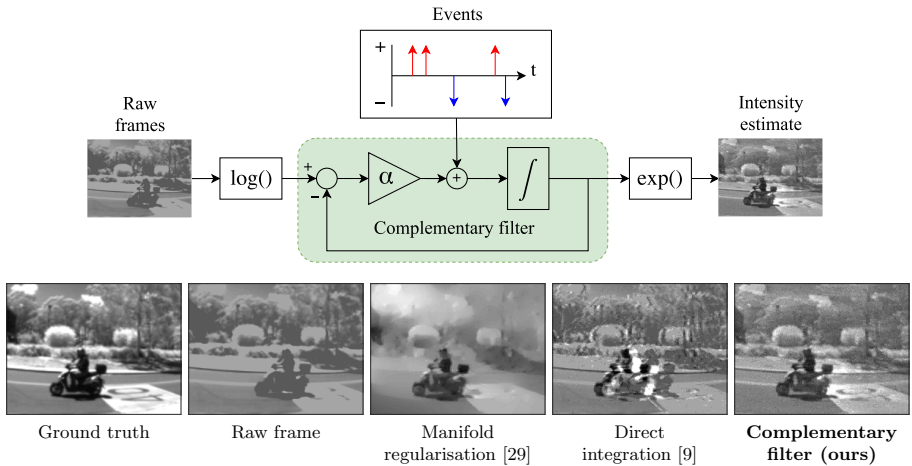 Events
+
t
−
Raw
frames
Intensity
estimate
+
log()
α
+
∫
exp()
−
Complementary filter
Ground truth
Raw frame
Manifold
regularisation [29]
Direct
integration [9]
Complementary
filter (ours)